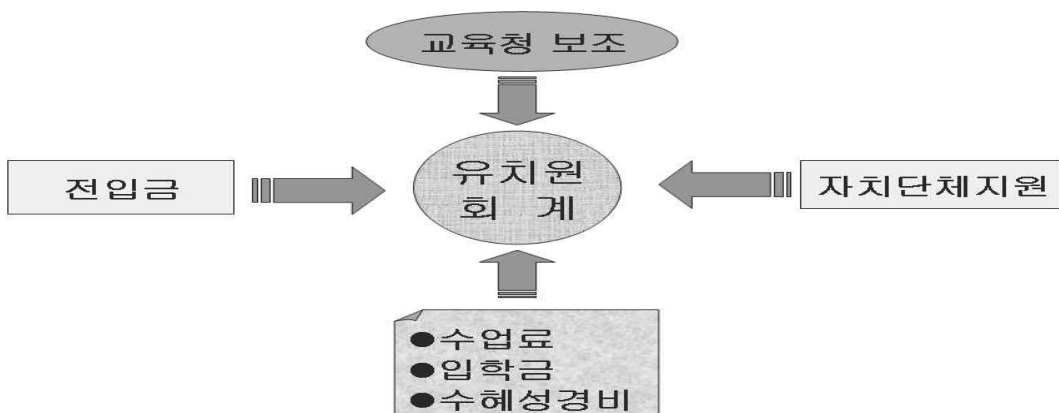 교육청 보조
유치원
회 계
전입금
자치단체지원
●수업료
●입학금
●수혜성경비